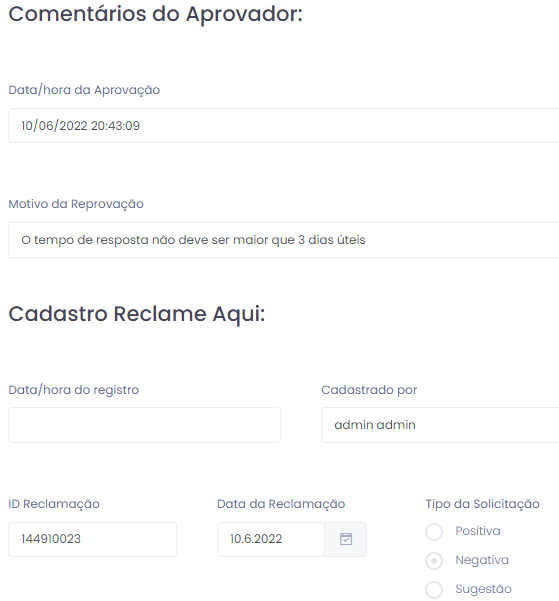 Comentários do Aprovador:
Data/hora da Aprovação
10/06/2022 20:43:09
Motivo da Reprovação
O tempo de resposta não deve ser maior que 3 dias úteis
Cadastro Reclame Aqui:
Data/hora do registro
Cadastrado por
admin admin
ID Reclamação
Data da Reclamação
Tipo da Solicitação
144910023
10.6.2022
Positiva
Negativa
Sugestão